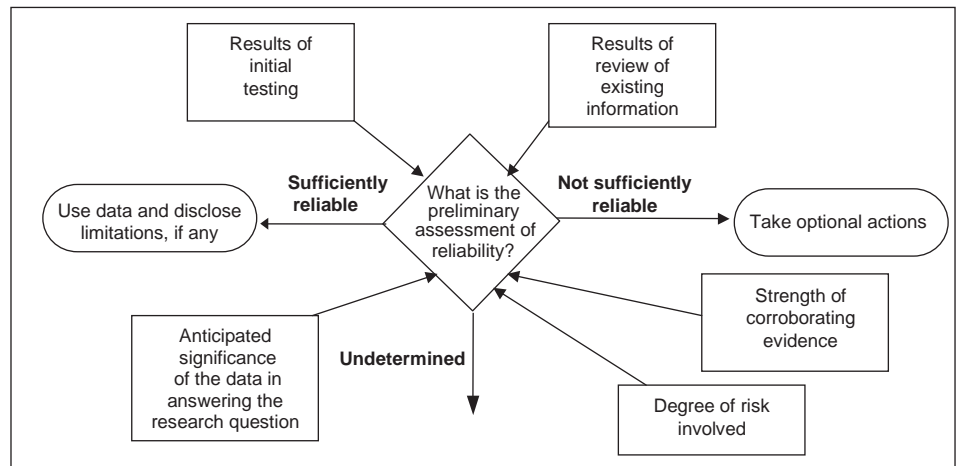 Results of
initial
testing
Results of
review of
existing
information
Sufficiently
reliable
What is the
preliminary
assessment of
reliability?
Not sufficiently
reliable
Use data and disclose
limitations, if any
Take optional actions
Anticipated
significance
of the data in
answering the
research question
Undetermined
Strength of
corroborating
evidence
Degree of risk
involved